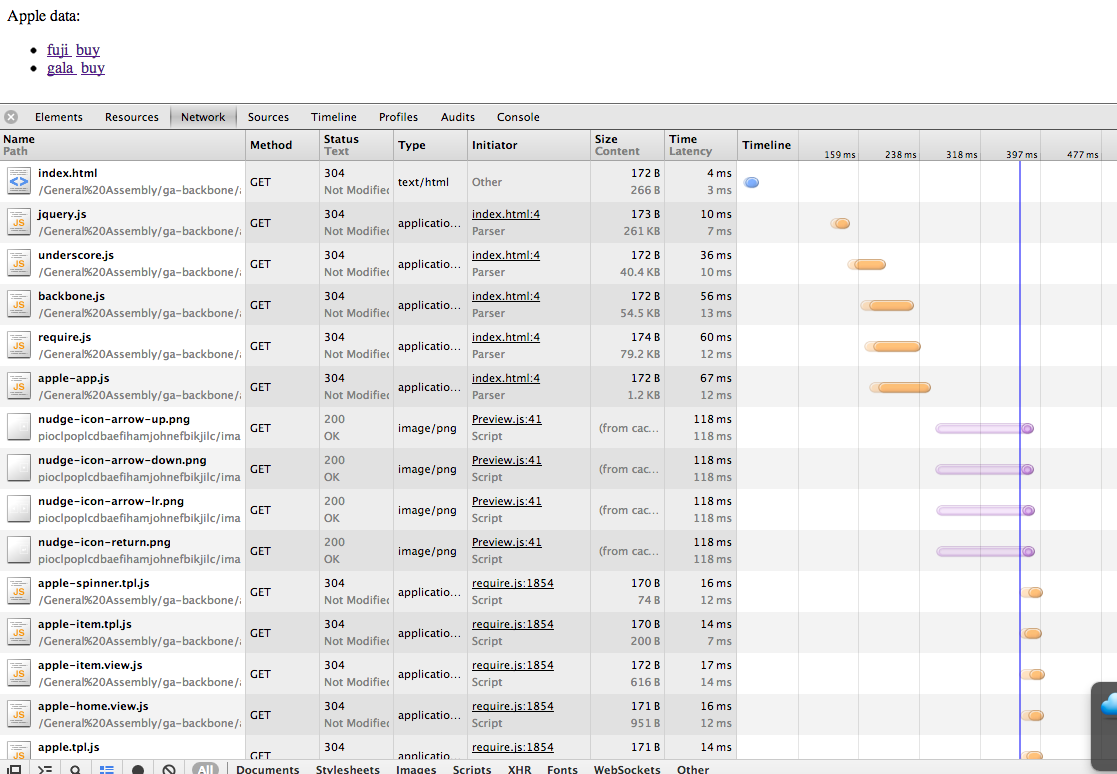 Apple data:
fuji buy
gala buy
Elements Resources Network Sources Timeline Profiles Audits Console
Name Path Method Status Text Type Initiator Size Content Time Latency Timeline 159 ms 238 ms 318 ms 397 ms 477 ms
index.html 304 172 B 4 ms
GET text/html Other
/General%20Assembly/ga-backbone/a Not Modified 266 B 3 ms
jquery.js 304 index.html:4 173 B 10 ms
GET applicatio...
/General%20Assembly/ga-backbone/a Not Modified Parser 261 KB 7 ms
underscore.js 304 index.html:4 172 B 36 ms
GET applicatio...
/General%20Assembly/ga-backbone/a Not Modified Parser 40.4 KB 10 ms
backbone.js 304 index.html:4 172 B 56 ms
GET applicatio...
/General%20Assembly/ga-backbone/a Not Modified Parser 54.5 KB 13 ms
require.js 304 index.html:4 174 B 60 ms
GET applicatio...
/General%20Assembly/ga-backbone/a Not Modified Parser 79.2 KB 12 ms
apple-app.js 304 index.html:4 172 B 67 ms
GET applicatio...
/General%20Assembly/ga-backbone/a Not Modified Parser 1.2 KB 12 ms
nudge-icon-arrow-up.png 200 Preview.js:41 118 ms
GET image/png (from cac...
pioclpoplcdbaefihamjohnefbikjilc/ima OK Script 118 ms
nudge-icon-arrow-down.png 200 Preview.js:41 118 ms
GET image/png (from cac...
pioclpoplcdbaefihamjohnefbikjilc/ima OK Script 118 ms
nudge-icon-arrow-lr.png 200 Preview.js:41 118 ms
GET image/png (from cac...
pioclpoplcdbaefihamjohnefbikjilc/ima OK Script 118 ms
nudge-icon-return.png 200 Preview.js:41 118 ms
GET image/png (from cac...
pioclpoplcdbaefihamjohnefbikjilc/ima OK Script 118 ms
apple-spinner.tpl.js 304 require.js:1854 170 B 16 ms
GET applicatio...
/General%20Assembly/ga-backbone/a Not Modified Script 74 B 12 ms
apple-item.tpl.js 304 require.js:1854 170 B 14 ms
GET applicatio...
/General%20Assembly/ga-backbone/a Not Modified Script 200 B 7 ms
apple-item.view.js 304 require.js:1854 172 B 17 ms
GET applicatio...
/General%20Assembly/ga-backbone/a Not Modified Script 616 B 14 ms
apple-home.view.js 304 require.js:1854 171 B 16 ms
GET applicatio...
/General%20Assembly/ga-backbone/a Not Modified Script 951 B 12 ms
apple.tpl.js 304 require.js:1854 171 B 14 ms
GET applicatio
All Documents Stylesheets Images Scripts XHR Fonts WebSockets Other